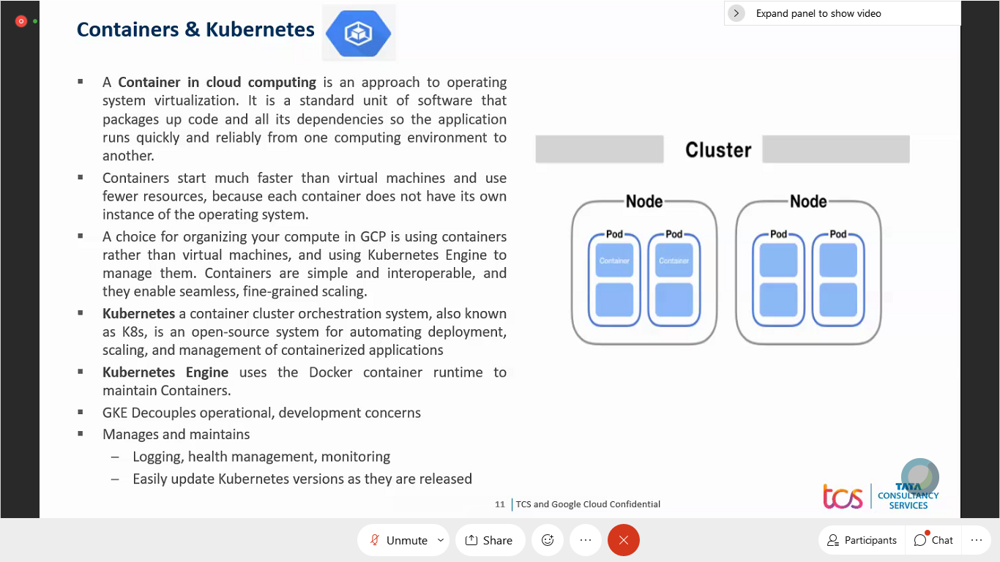 Containers & Kubernetes
Expand panel to show video
▪ A Container in cloud computing is an approach to operating
system virtualization. It is a standard unit of software that
packages up code and all its dependencies so the application
runs quickly and reliably from one computing environment to
another.
▪ Containers start much faster than virtual machines and use
fewer resources, because each container does not have its own
instance of the operating system.
▪ A choice for organizing your compute in GCP is using containers
rather than virtual machines, and using Kubernetes Engine to
manage them. Containers are simple and interoperable, and
they enable seamless, fine-grained scaling.
▪ Kubernetes a container cluster orchestration system, also known
as K8s, is an open-source system for automating deployment,
scaling, and management of containerized applications
▪ Kubernetes Engine uses the Docker container runtime to
maintain Containers.
▪ GKE Decouples operational, development concerns
▪ Manages and maintains
– Logging, health management, monitoring
– Easily update Kubernetes versions as they are released
Cluster
Node Node
Pod Pod Pod Pod
Container Container
11 TCS and Google Cloud Confidential
tcs
TATA
CONSULTANCY
SERVICES
Unmute Share Participants Chat